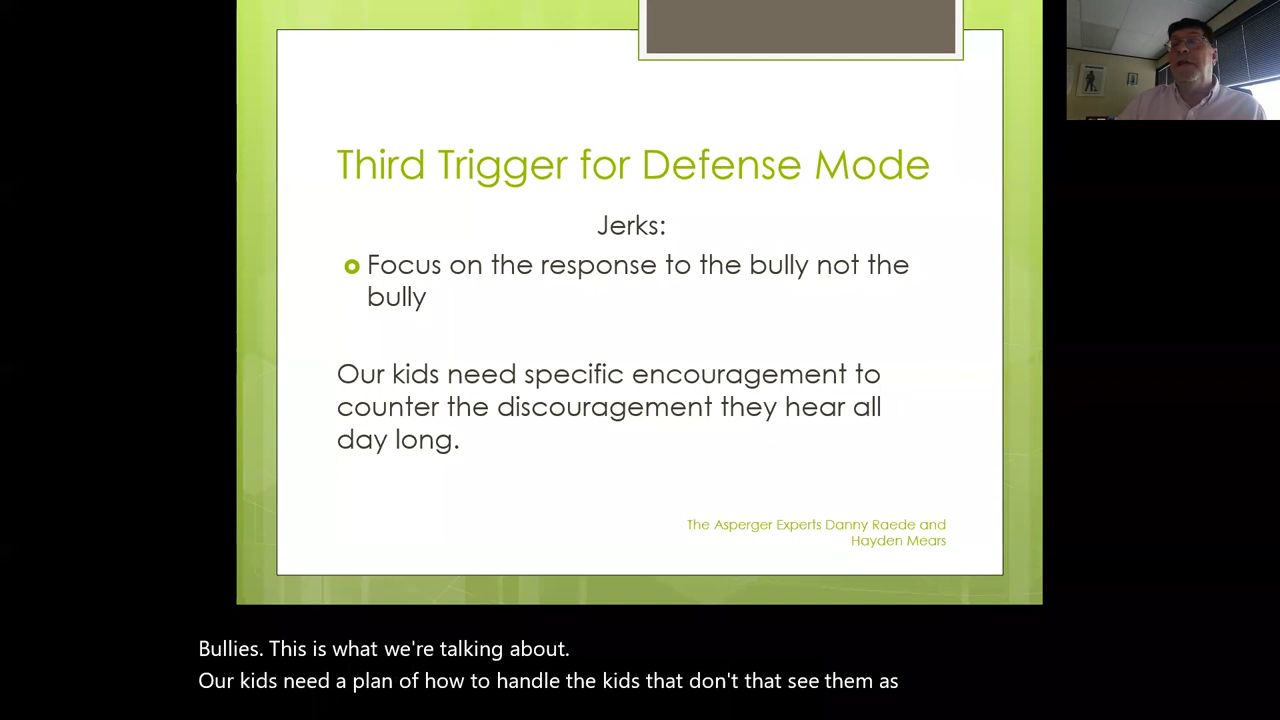 Third Trigger for Defense Mode
Jerks:
Focus on the response to the bully not the
bully
Our kids need specific encouragement to
counter the discouragement they hear all
day long.
The Asperger Experts Danny Raede and
Hayden Mears
Bullies. This is what we're talking about.
Our kids need a plan of how to handle the kids that don't that see them as